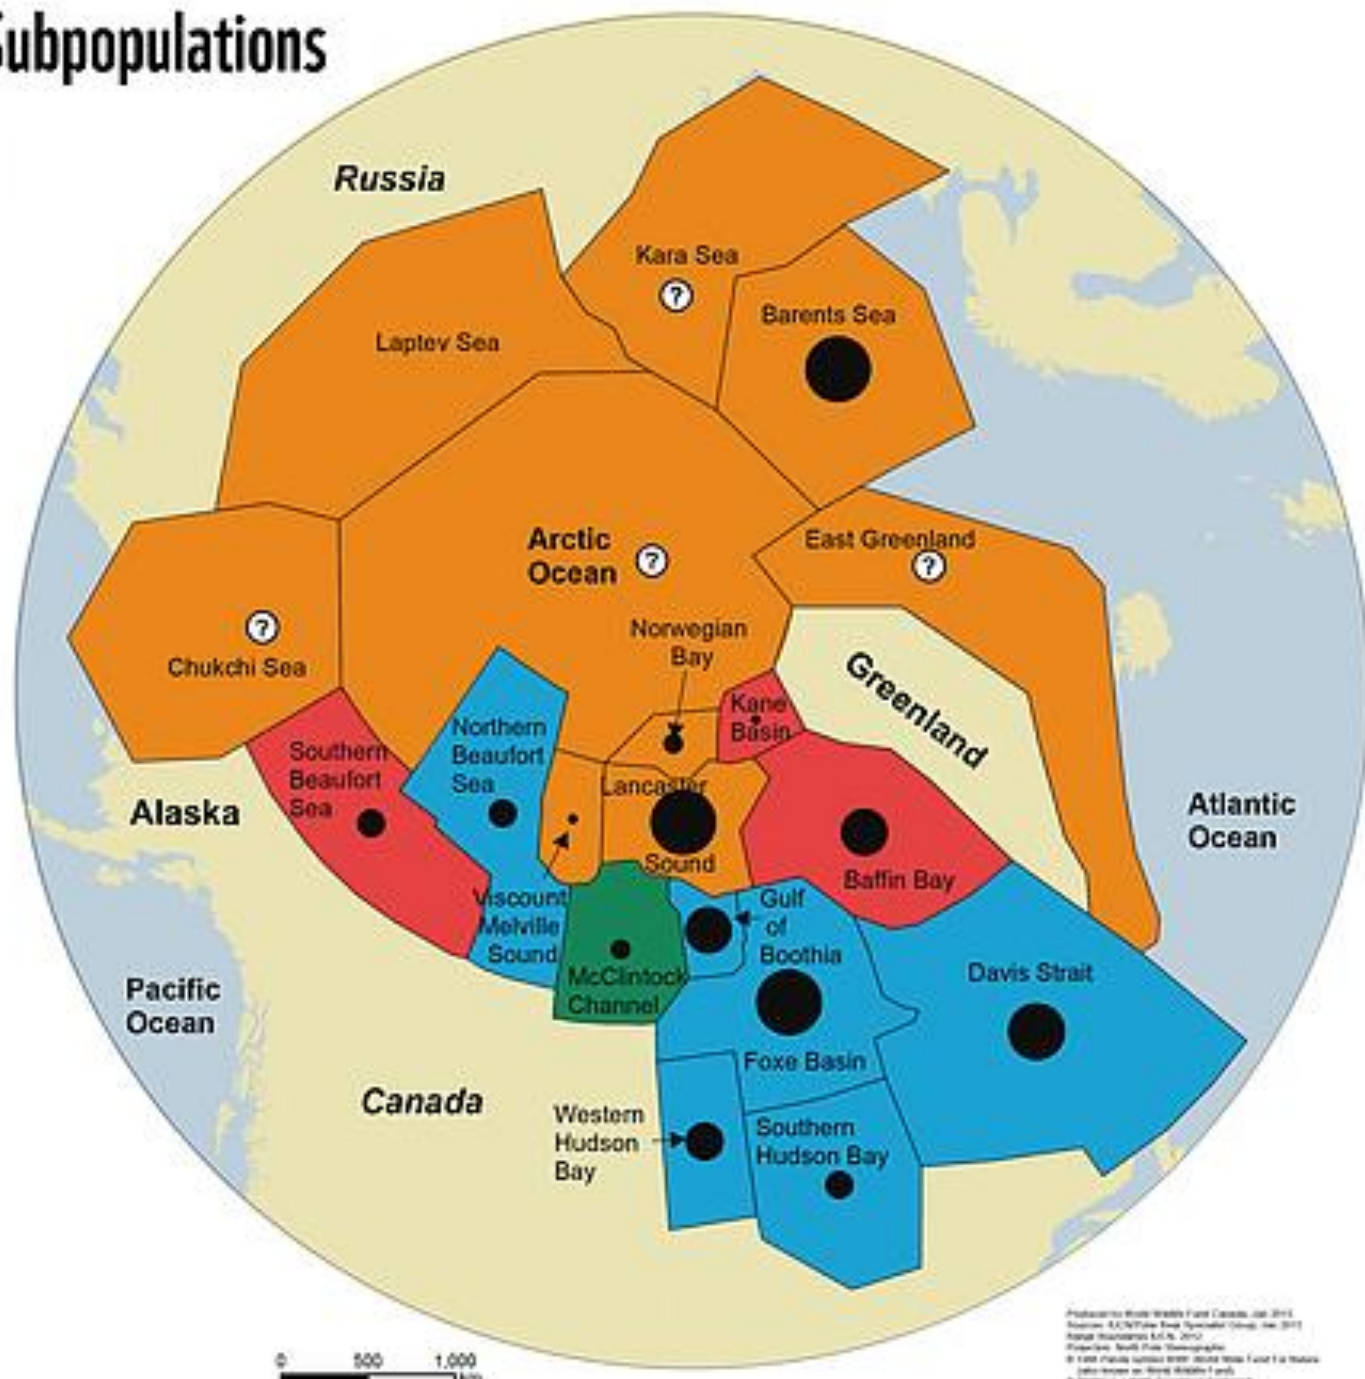 Subpopulations
Russia
Kara Sea
?
Barents Sea
Laptev Sea
Arctic
Ocean
?
East Greenland
?
?
Chukchi Sea
Norwegian
Bay
Kane
Basin
Greenland
Northern
Beaufort
Sea
Southern
Beaufort
Sea
Lancaster
Sound
Alaska
Atlantic
Ocean
Baffin Bay
Viscount
Melville
Sound
Gulf
of
Boothia
McClintock
Channel
Davis Strait
Pacific
Ocean
Foxe Basin
Canada
Western
Hudson
Bay
Southern
Hudson Bay
0 500 1,000
km